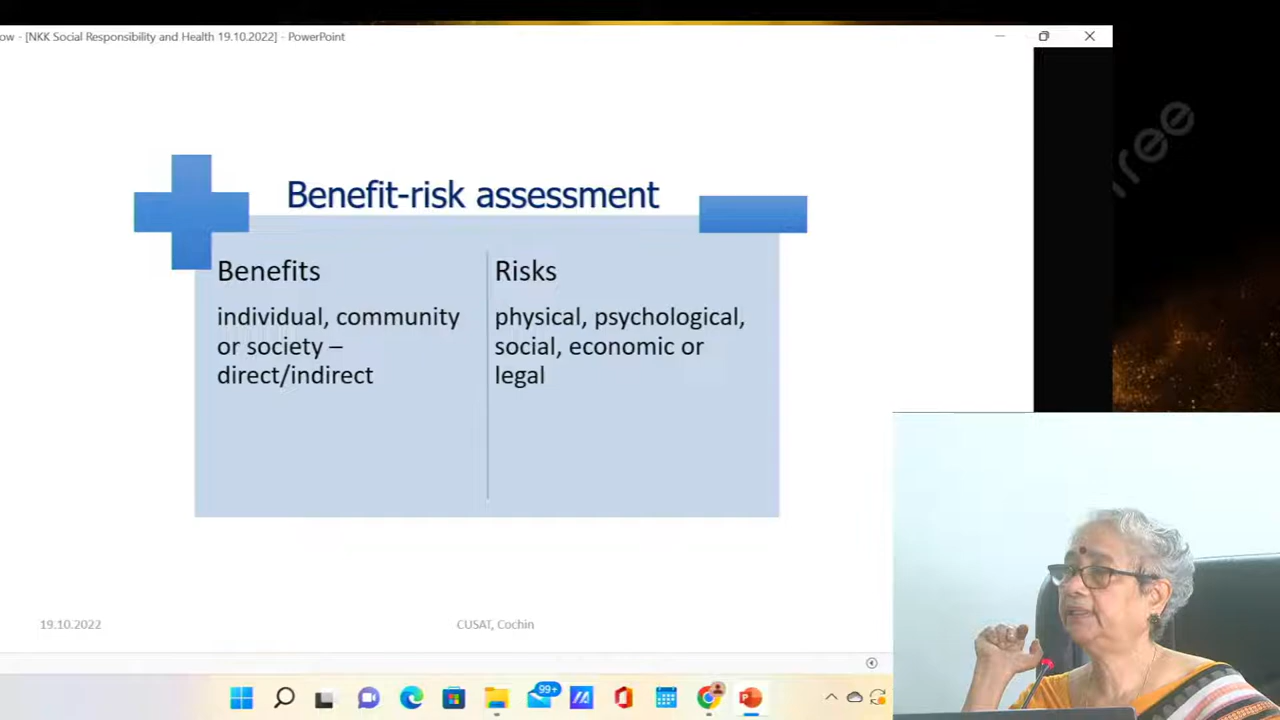 ow - [NKK Social Responsibility and Health 19.10.2022] - PowerPoint
Benefit-risk assessment
Benefits
individual, community
or society –
direct/indirect
Risks
physical, psychological,
social, economic or
legal
19.10.2022
CUSAT, Cochin
99+
free